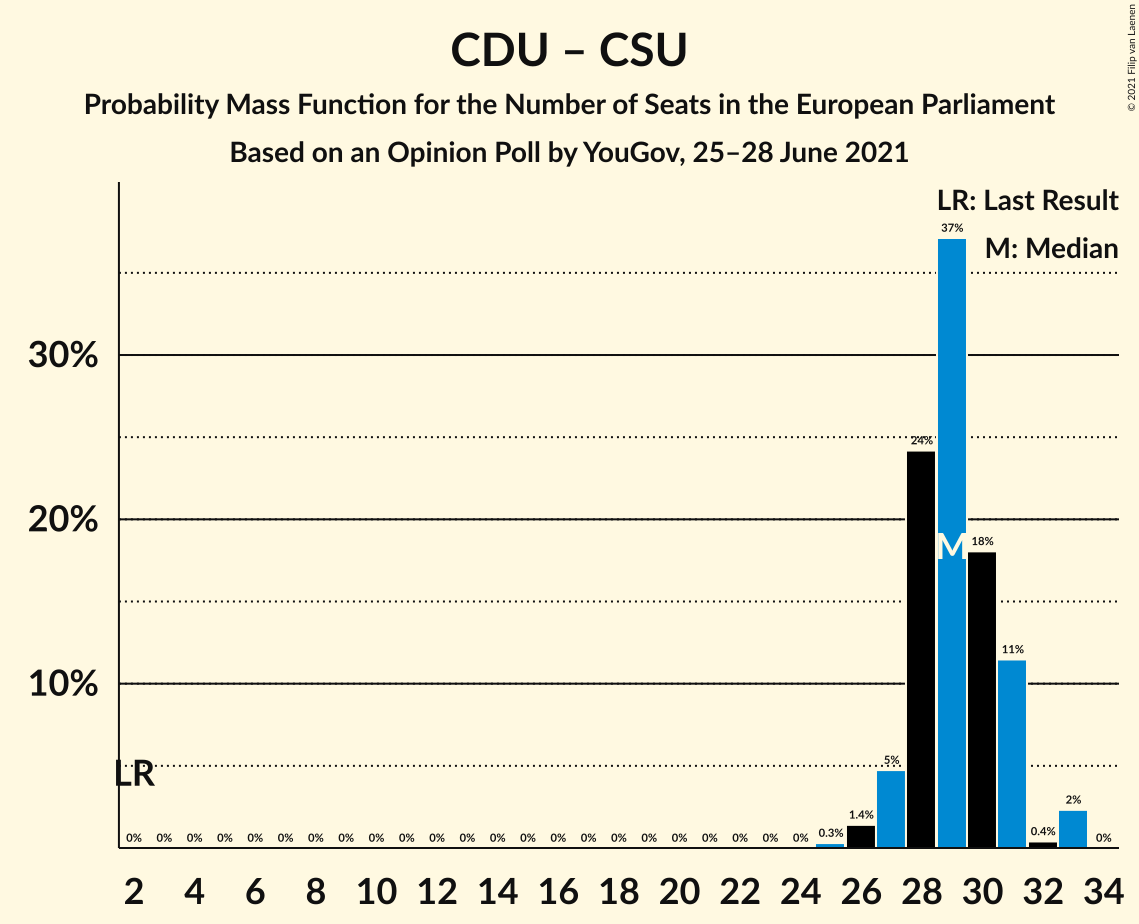 CDU – CSU
Probability Mass Function for the Number of Seats in the European Parliament
Based on an Opinion Poll by YouGov, 25–28 June 2021
© 2021 Filip van Laenen
LR: Last Result
M: Median
37%
30%
24%
20%
M
18%
11%
10%
LR
5%
2%
1.4%
0% 0% 0% 0% 0% 0% 0% 0% 0% 0% 0% 0% 0% 0% 0% 0% 0% 0% 0% 0% 0% 0% 0% 0.3% 0.4% 0%
2 4 6 8 10 12 14 16 18 20 22 24 26 28 30 32 34